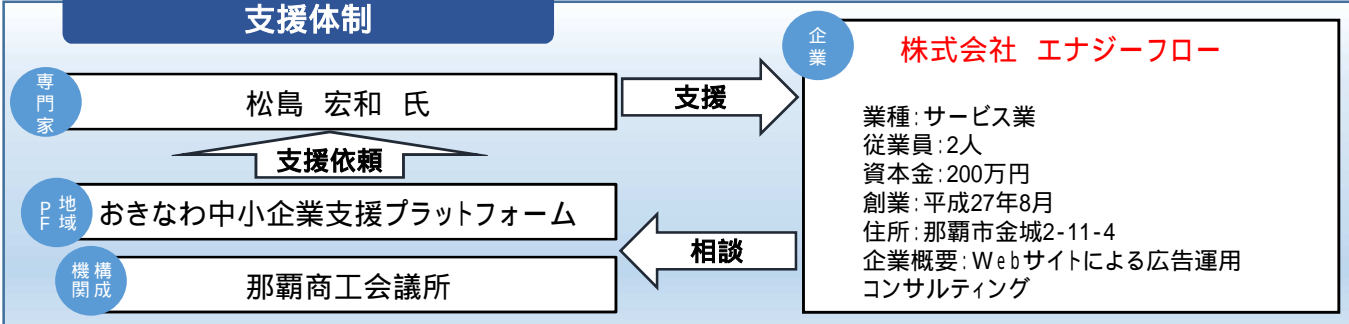 支援体制
専門家
松島 宏和 氏
支援
支援依頼
地域PF
おきなわ中小企業支援プラットフォーム
相談
構成機関
那覇商工会議所
企業
株式会社 エナジーフロー
業種:サービス業
従業員:2人
資本金:200万円
創業:平成27年8月
住所:那覇市金城2-11-4
企業概要:Webサイトによる広告運用
コンサルティング